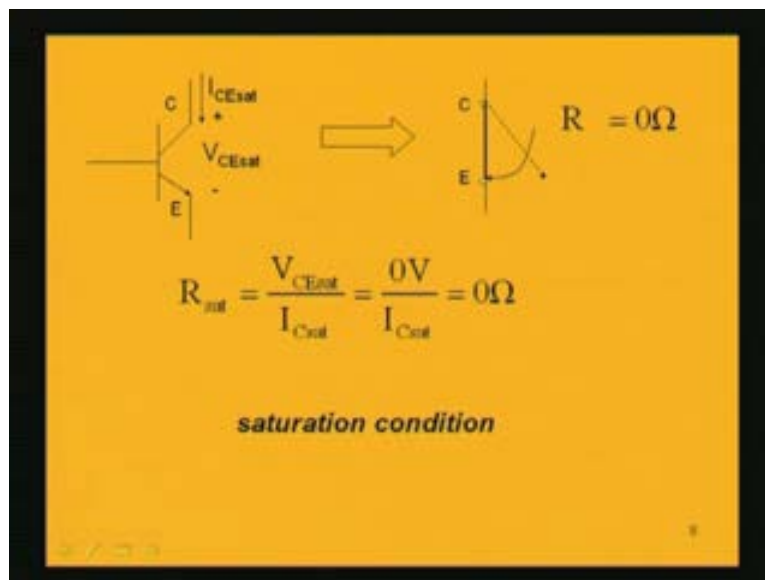 I_CEsat
C
+
V_CEsat
-
E
C
E
R = 0Ω
R_sat = V_CEsat / I_Csat = 0V / I_Csat = 0Ω
saturation condition